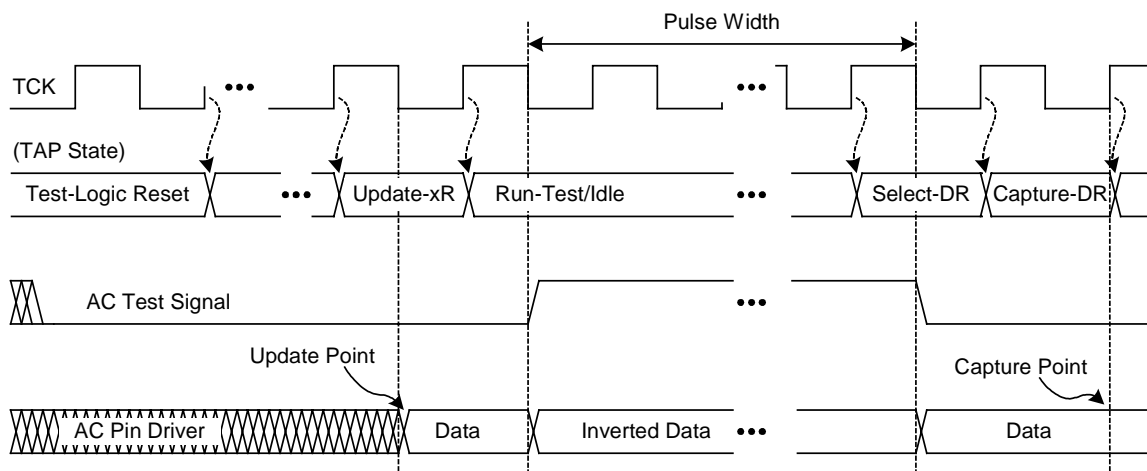 Pulse Width
TCK
•••
•••
(TAP State)
Test-Logic Reset
•••
Update-xR
Run-Test/Idle
•••
Select-DR
Capture-DR
AC Test Signal
•••
Update Point
Capture Point
AC Pin Driver
Data
Inverted Data
•••
Data